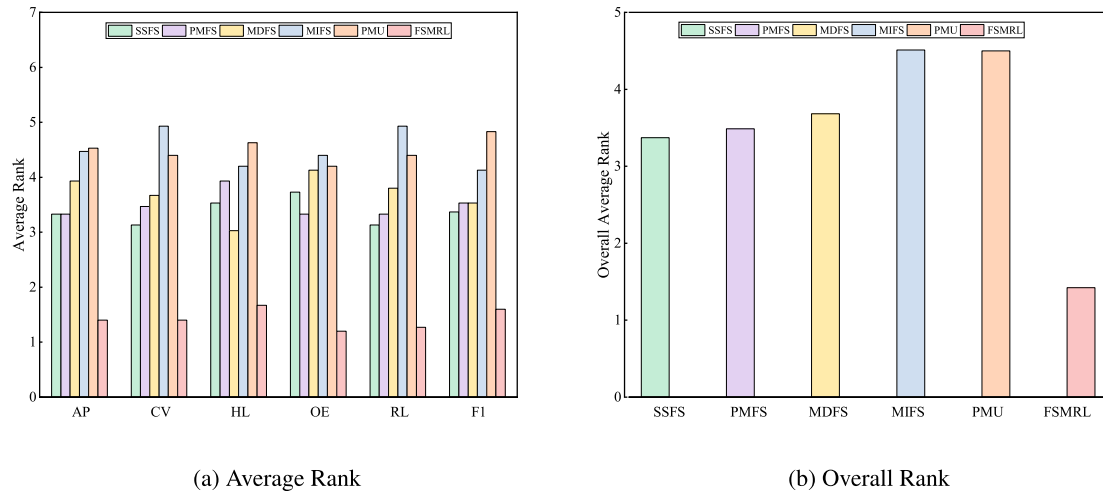 7
6
5
4
3
2
1
0
Average Rank
SSFS PMFS MDFS MIFS PMU FSMRL
AP CV HL OE RL F1
(a) Average Rank
5
4
3
2
1
0
Overall Average Rank
SSFS PMFS MDFS MIFS PMU FSMRL
SSFS PMFS MDFS MIFS PMU FSMRL
(b) Overall Rank